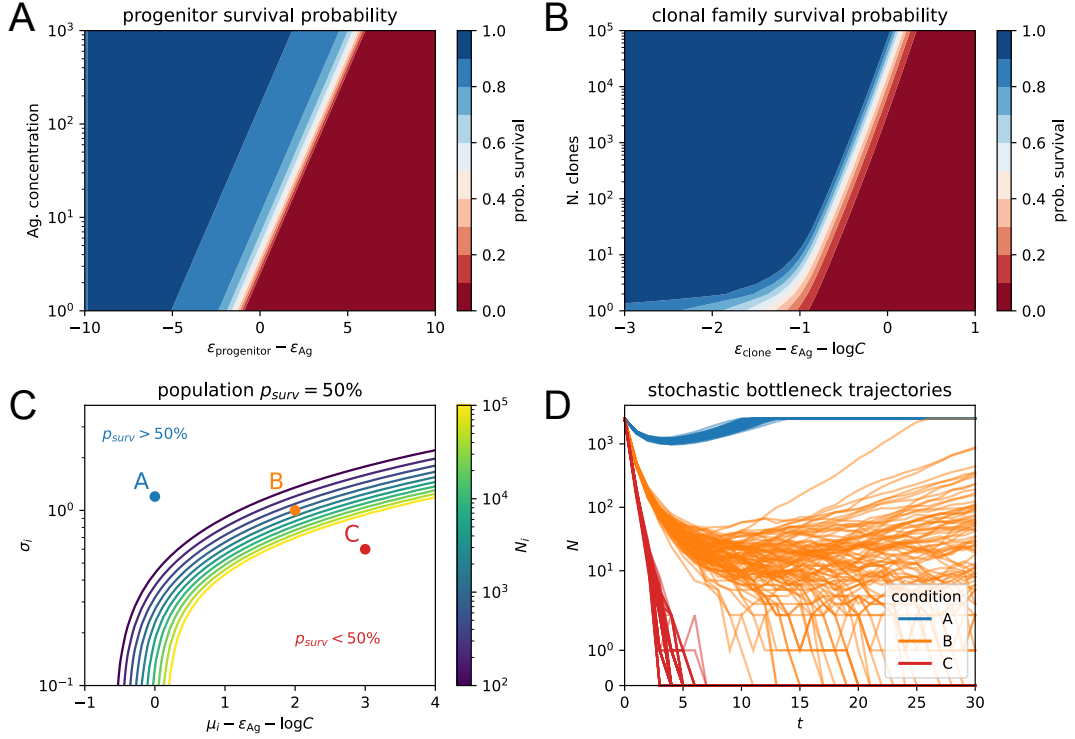 A
progenitor survival probability
10³
10²
10¹
10⁰
Ag. concentration
−10
−5
0
5
10
ε_progenitor − ε_Ag
1.0
0.8
0.6
0.4
0.2
0.0
prob. survival
B
clonal family survival probability
10⁵
10⁴
10³
10²
10¹
10⁰
N. clones
−3
−2
−1
0
1
ε_clone − ε_Ag − logC
1.0
0.8
0.6
0.4
0.2
0.0
prob. survival
C
population p_surv = 50%
p_surv > 50%
A
B
C
p_surv < 50%
10⁰
10⁻¹
σ_i
−1
0
1
2
3
4
μ_i − ε_Ag − logC
10⁵
10⁴
10³
10²
N_i
D
stochastic bottleneck trajectories
10³
10²
10¹
10⁰
0
N
0
5
10
15
20
25
30
t
condition
A
B
C